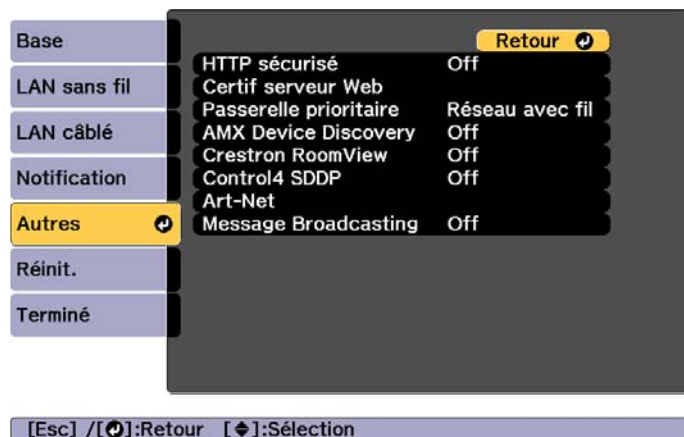 Base
LAN sans fil
LAN câblé
Notification
Autres
Réinit.
Terminé
Retour
HTTP sécurisé Off
Certif serveur Web
Passerelle prioritaire Réseau avec fil
AMX Device Discovery Off
Crestron RoomView Off
Control4 SDDP Off
Art-Net
Message Broadcasting Off
[Esc] /[ ]:Retour [ ]:Sélection